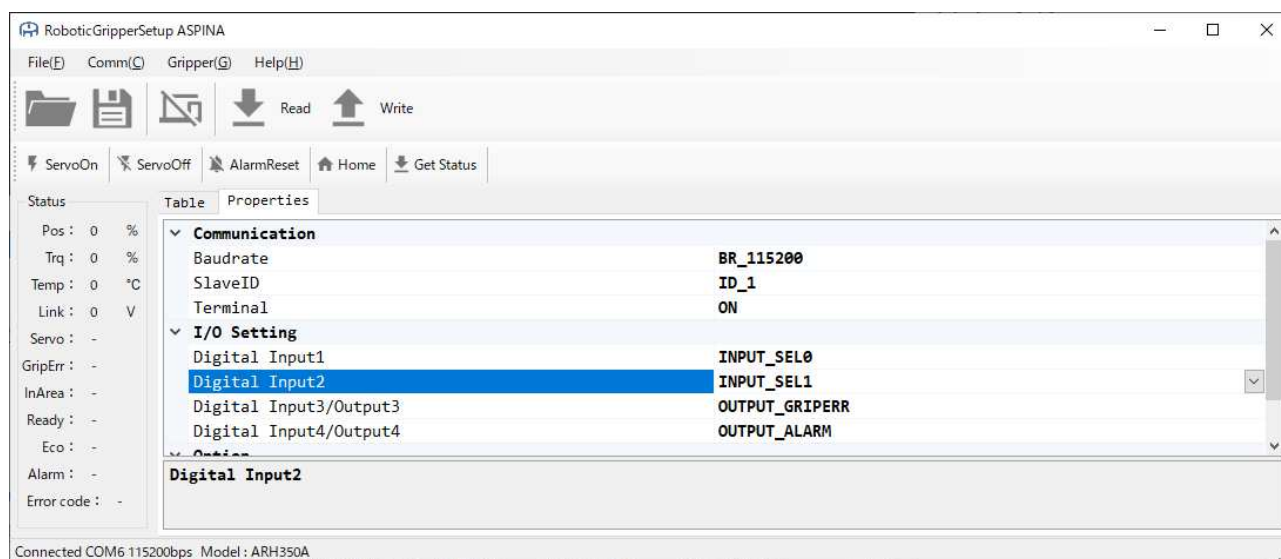 RoboticGripperSetup ASPINA
File(F) Comm(C) Gripper(G) Help(H)
Read Write
ServoOn ServoOff AlarmReset Home Get Status
Status
Table Properties
Pos： 0 %
Trq： 0 %
Temp： 0 °C
Link： 0 V
Servo： -
GripErr： -
InArea： -
Ready： -
Eco： -
Alarm： -
Error code： -
Communication
Baudrate BR_115200
SlaveID ID_1
Terminal ON
I/O Setting
Digital Input1 INPUT_SEL0
Digital Input2 INPUT_SEL1
Digital Input3/Output3 OUTPUT_GRIPERR
Digital Input4/Output4 OUTPUT_ALARM
Option
Digital Input2
Connected COM6 115200bps Model : ARH350A